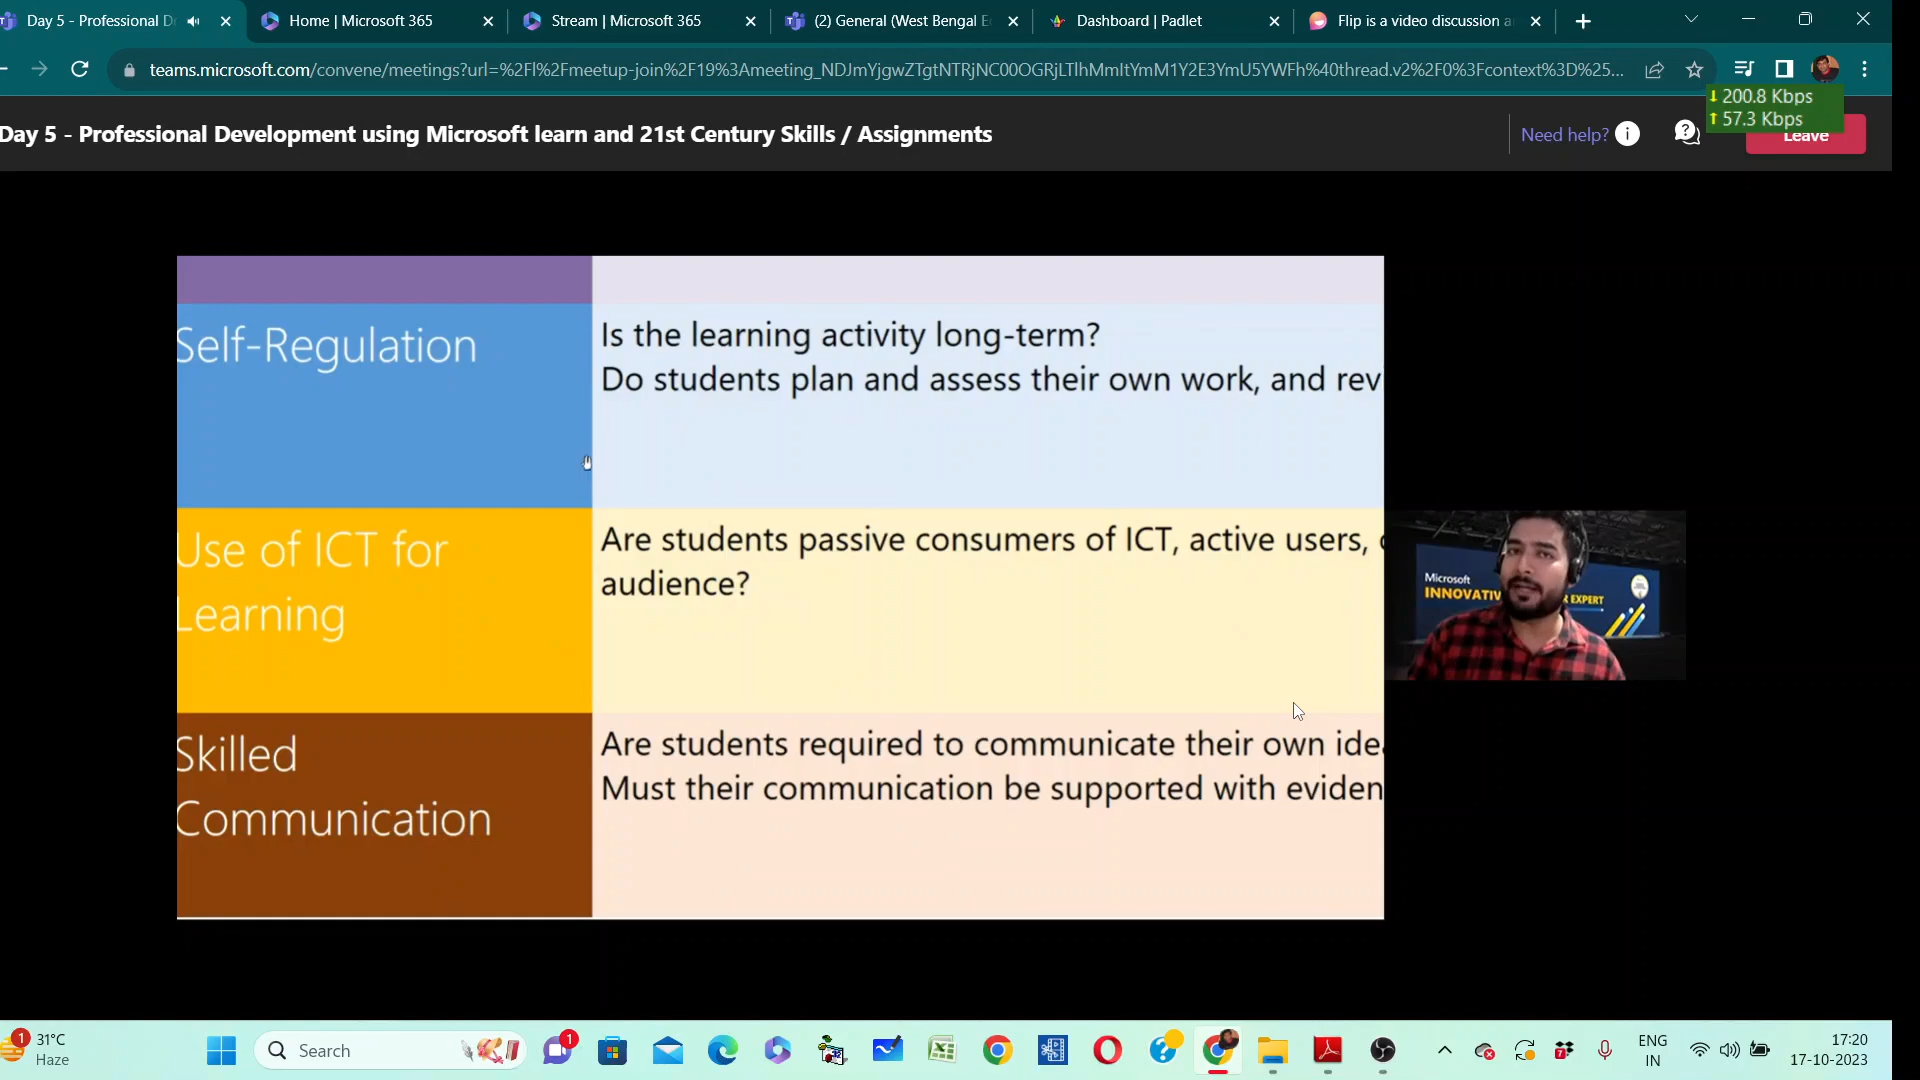 Day 5 - Professional D
Home | Microsoft 365
Stream | Microsoft 365
(2) General (West Bengal E
Dashboard | Padlet
Flip is a video discussion a
teams.microsoft.com/convene/meetings?url=%2Fl%2Fmeetup-join%2F19%3Ameeting_NDJmYjgwZTgtNTRjNC00OGRjLTlhMmItYmM1Y2E3YmU5YWFh%40thread.v2%2F0%3Fcontext%3D%25...
200.8 Kbps
57.3 Kbps
Day 5 - Professional Development using Microsoft learn and 21st Century Skills / Assignments
Need help?
Leave
Self-Regulation
Is the learning activity long-term?
Do students plan and assess their own work, and rev
Use of ICT for
Learning
Are students passive consumers of ICT, active users,
audience?
Skilled
Communication
Are students required to communicate their own idea
Must their communication be supported with eviden
Microsoft
INNOVATIV
R EXPERT
1
31°C
Haze
Search
1
7
ENG
IN
17:20
17-10-2023